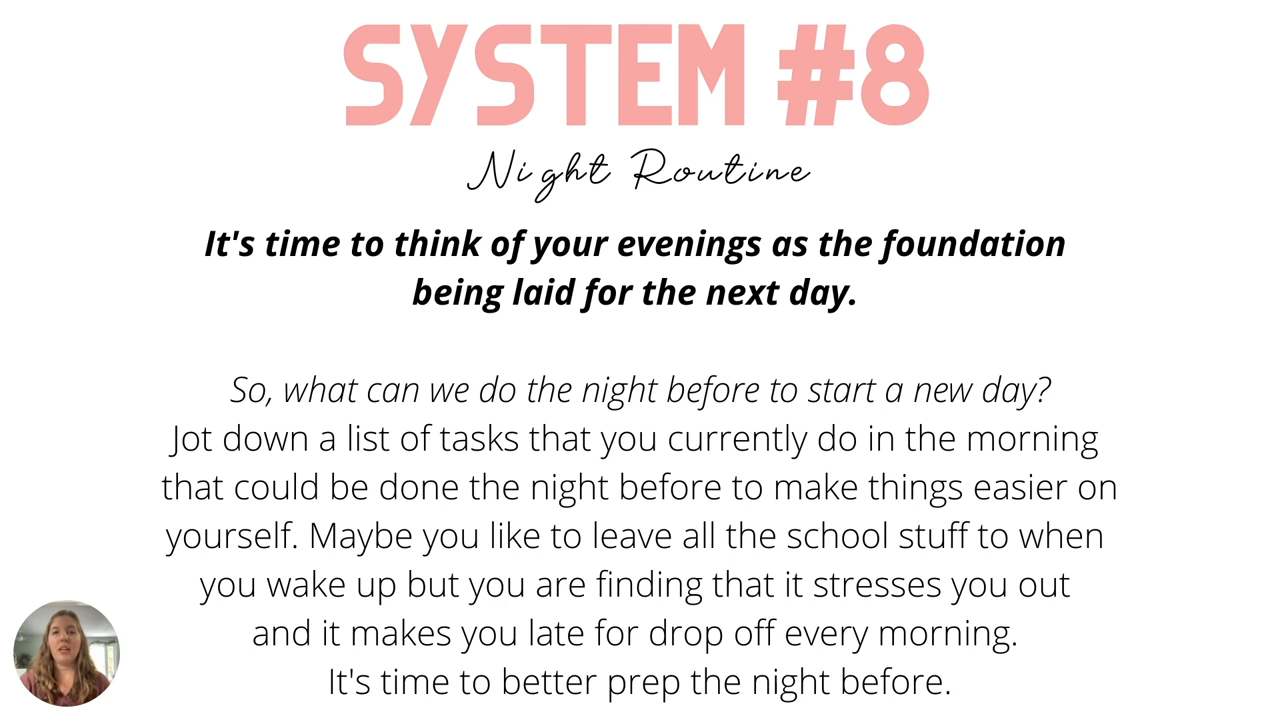 SYSTEM #8
Night Routine
It's time to think of your evenings as the foundation
being laid for the next day.
So, what can we do the night before to start a new day?
Jot down a list of tasks that you currently do in the morning
that could be done the night before to make things easier on
yourself. Maybe you like to leave all the school stuff to when
you wake up but you are finding that it stresses you out
and it makes you late for drop off every morning.
It's time to better prep the night before.